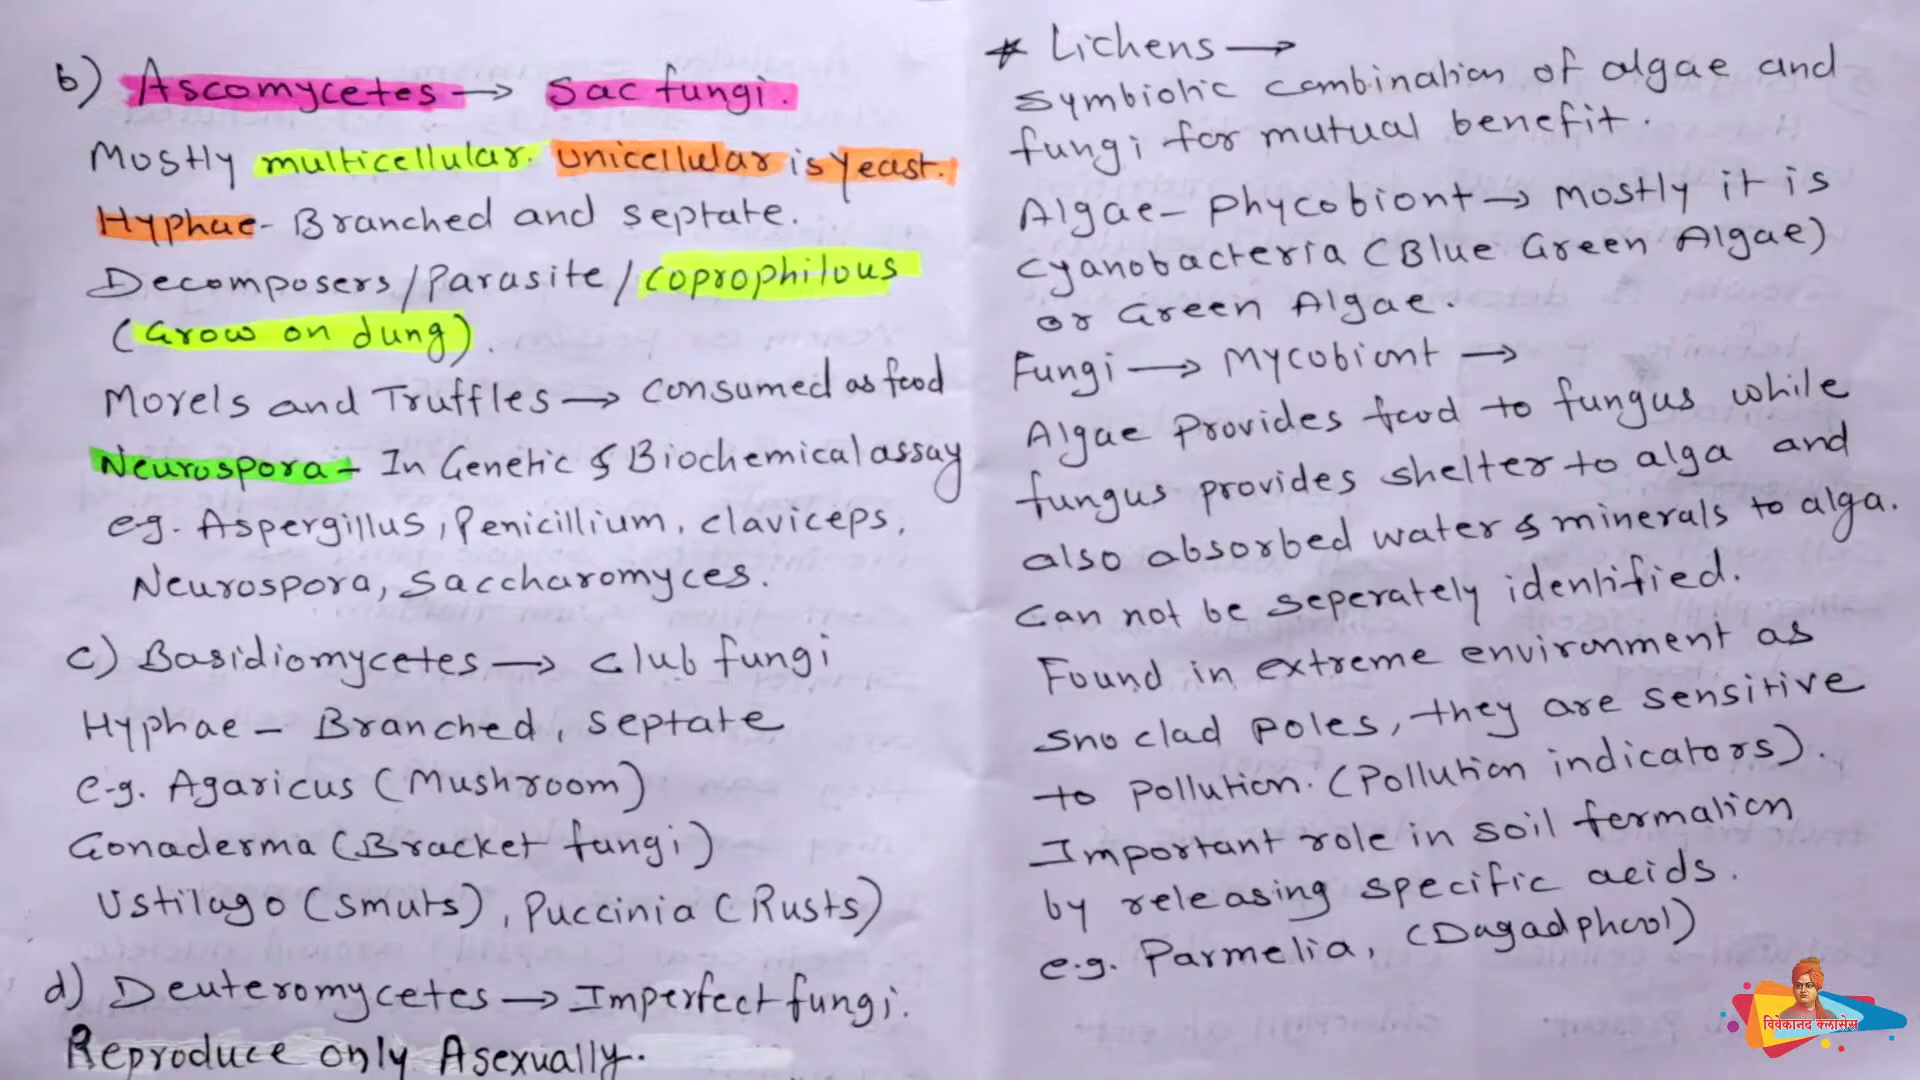 b) Ascomycetes → Sac fungi.
Mostly multicellular. Unicellular is Yeast.
Hyphae - Branched and septate.
Decomposers/Parasite/Coprophilous
(Grow on dung).
Morels and Truffles → consumed as food
Neurospora - In Genetic & Biochemical assay
e.g. Aspergillus, Penicillium, claviceps,
Neurospora, Saccharomyces.
c) Basidiomycetes → Club fungi
Hyphae - Branched, septate
e.g. Agaricus (Mushroom)
Gonaderma (Bracket fungi)
Ustilago (smuts), Puccinia (Rusts)
d) Deuteromycetes → Imperfect fungi.
Reproduce only Asexually.
* Lichens →
Symbiotic combination of algae and
fungi for mutual benefit.
Algae - Phycobiont → Mostly it is
Cyanobacteria (Blue Green Algae)
or Green Algae.
Fungi → Mycobiont →
Algae Provides food to fungus while
fungus provides shelter to alga and
also absorbed water & minerals to alga.
Can not be seperately identified.
Found in extreme environment as
Sno clad poles, they are sensitive
to pollution. (Pollution indicators).
Important role in soil formation
by releasing specific acids.
e.g. Parmelia, (Dagadphool)
विवेकानंद क्लासेस